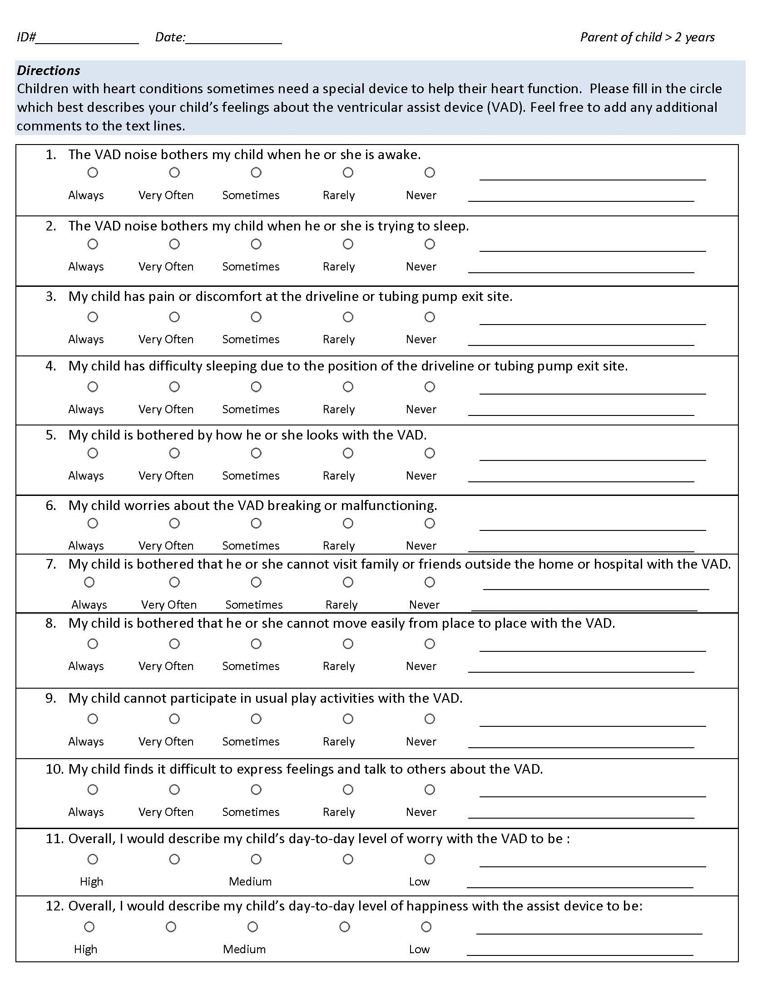 ID#_______________ Date:______________ Parent of child > 2 years
Directions
Children with heart conditions sometimes need a special device to help their heart function.  Please fill in the circle
which best describes your child’s feelings about the ventricular assist device (VAD). Feel free to add any additional
comments to the text lines.
1. The VAD noise bothers my child when he or she is awake.
Always Very Often Sometimes Rarely Never
2. The VAD noise bothers my child when he or she is trying to sleep.
Always Very Often Sometimes Rarely Never
3. My child has pain or discomfort at the driveline or tubing pump exit site.
Always Very Often Sometimes Rarely Never
4. My child has difficulty sleeping due to the position of the driveline or tubing pump exit site.
Always Very Often Sometimes Rarely Never
5. My child is bothered by how he or she looks with the VAD.
Always Very Often Sometimes Rarely Never
6. My child worries about the VAD breaking or malfunctioning.
Always Very Often Sometimes Rarely Never
7. My child is bothered that he or she cannot visit family or friends outside the home or hospital with the VAD.
Always Very Often Sometimes Rarely Never
8. My child is bothered that he or she cannot move easily from place to place with the VAD.
Always Very Often Sometimes Rarely Never
9. My child cannot participate in usual play activities with the VAD.
Always Very Often Sometimes Rarely Never
10. My child finds it difficult to express feelings and talk to others about the VAD.
Always Very Often Sometimes Rarely Never
11. Overall, I would describe my child’s day-to-day level of worry with the VAD to be :
High Medium Low
12. Overall, I would describe my child’s day-to-day level of happiness with the assist device to be:
High Medium Low